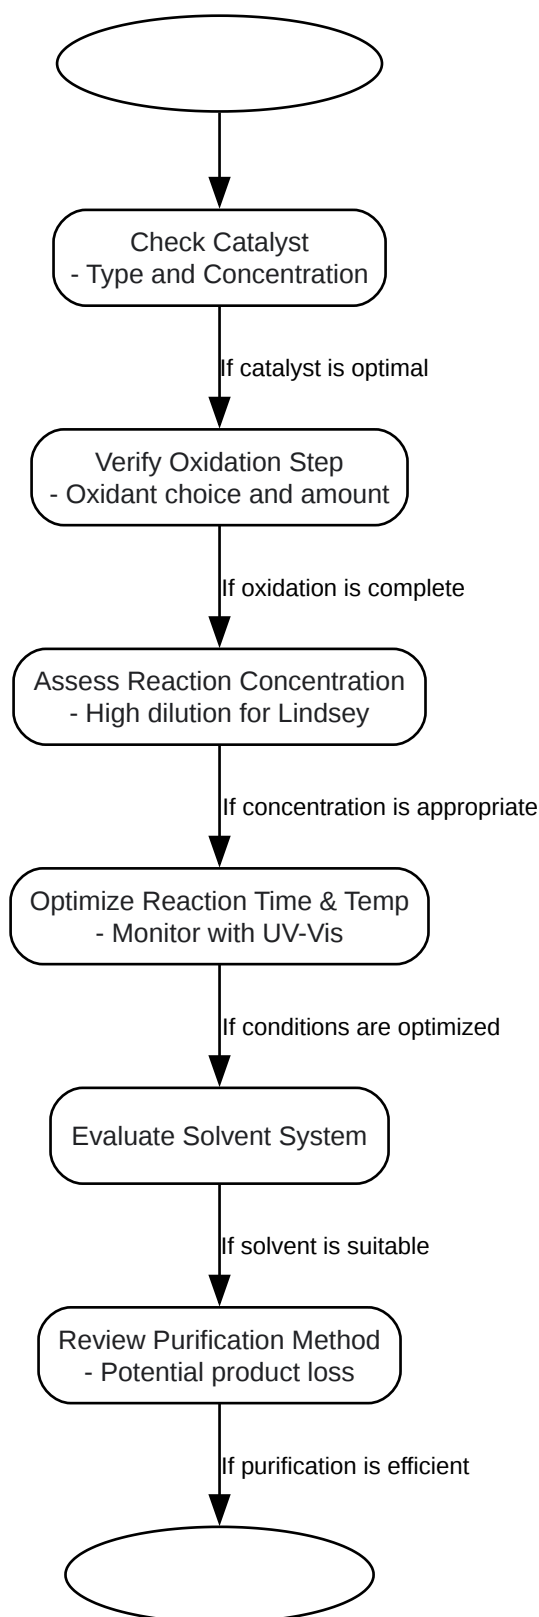 Check Catalyst
- Type and Concentration
If catalyst is optimal
Verify Oxidation Step
- Oxidant choice and amount
If oxidation is complete
Assess Reaction Concentration
- High dilution for Lindsey
If concentration is appropriate
Optimize Reaction Time & Temp
- Monitor with UV-Vis
If conditions are optimized
Evaluate Solvent System
If solvent is suitable
Review Purification Method
- Potential product loss
If purification is efficient